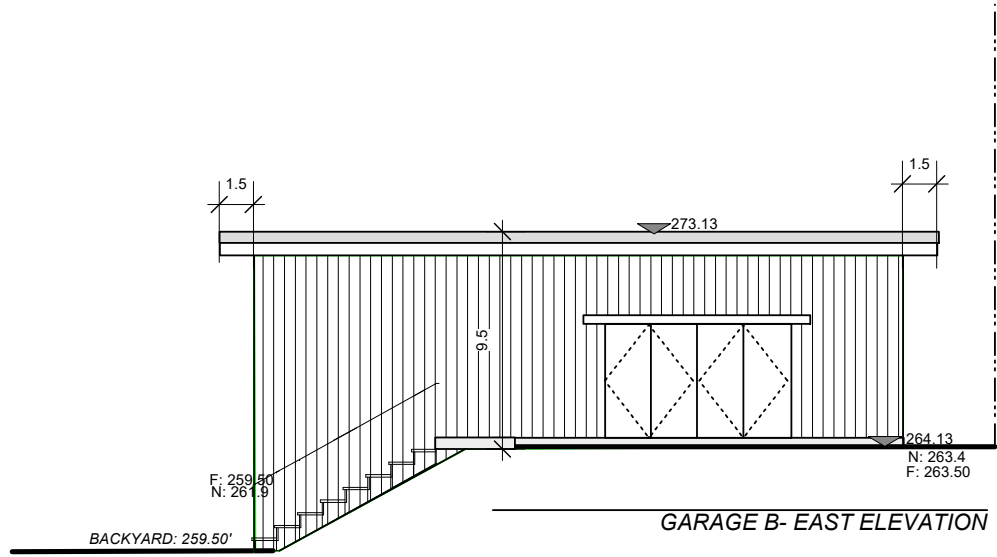 1.5
1.5
273.13
9.5
264.13
N: 263.4
F: 263.50
F: 259.50
N: 261.9
BACKYARD: 259.50'
GARAGE B- EAST ELEVATION